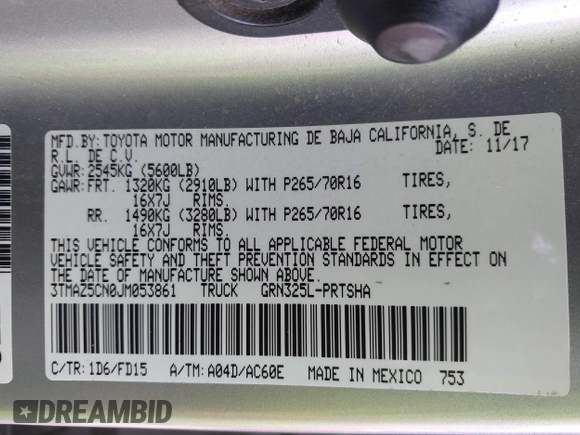 MFD.BY:TOYOTA MOTOR MANUFACTURING DE BAJA CALIFORNIA, S. DE
R.L. DE C.V. DATE: 11/17
GVWR:2545KG (5600LB)
GAWR:FRT. 1320KG (2910LB) WITH P265/70R16 TIRES,
16X7J RIMS.
RR. 1490KG (3280LB) WITH P265/70R16 TIRES,
16X7J RIMS.
THIS VEHICLE CONFORMS TO ALL APPLICABLE FEDERAL MOTOR
VEHICLE SAFETY AND THEFT PREVENTION STANDARDS IN EFFECT
ON THE DATE OF MANUFACTURE SHOWN ABOVE.
3TMAZ5CN0JM053861 TRUCK GRN325L-PRTSHA
C/TR:1D6/FD15 A/TM:A04D/AC60E MADE IN MEXICO 753
DREAMBID